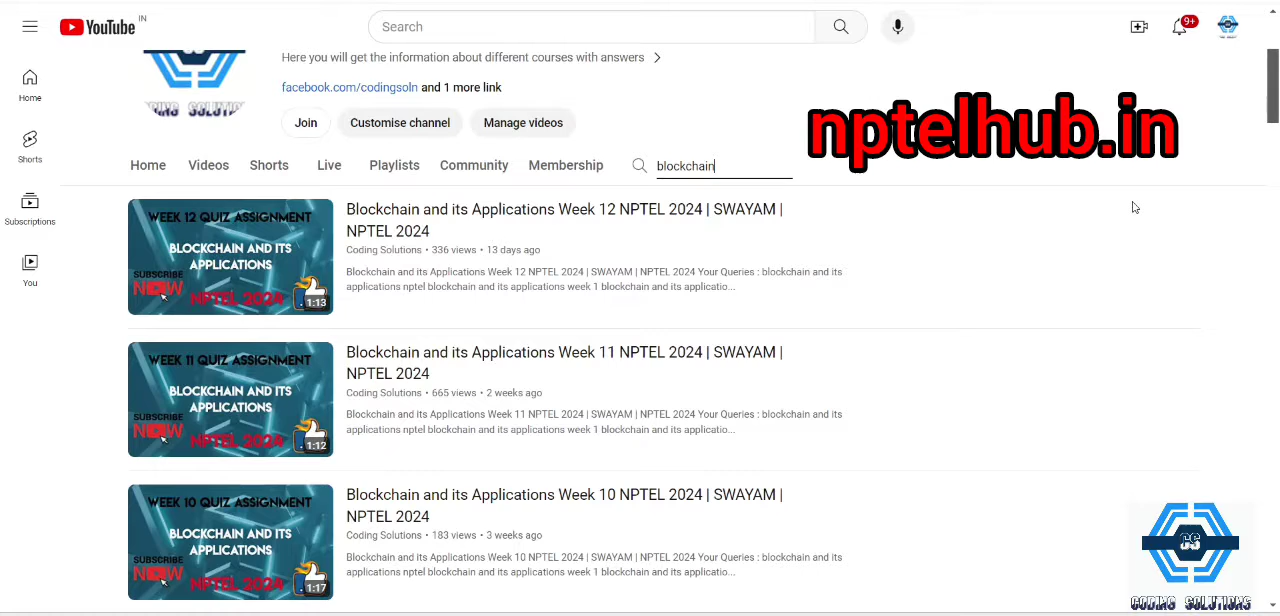 YouTube IN
Search
9+
Home
Shorts
Subscriptions
You
CODING SOLUTIONS
Here you will get the information about different courses with answers
facebook.com/codingsoln and 1 more link
Join Customise channel Manage videos
nptelhub.in
Home Videos Shorts Live Playlists Community Membership blockchain
WEEK 12 QUIZ ASSIGNMENT
BLOCKCHAIN AND ITS
APPLICATIONS
SUBSCRIBE
NOW
NPTEL 2024
1:13
Blockchain and its Applications Week 12 NPTEL 2024 | SWAYAM |
NPTEL 2024
Coding Solutions • 336 views • 13 days ago
Blockchain and its Applications Week 12 NPTEL 2024 | SWAYAM | NPTEL 2024 Your Queries : blockchain and its
applications nptel blockchain and its applications week 1 blockchain and its applicatio...
WEEK 11 QUIZ ASSIGNMENT
BLOCKCHAIN AND ITS
APPLICATIONS
SUBSCRIBE
NOW
NPTEL 2024
1:12
Blockchain and its Applications Week 11 NPTEL 2024 | SWAYAM |
NPTEL 2024
Coding Solutions • 665 views • 2 weeks ago
Blockchain and its Applications Week 11 NPTEL 2024 | SWAYAM | NPTEL 2024 Your Queries : blockchain and its
applications nptel blockchain and its applications week 1 blockchain and its applicatio...
WEEK 10 QUIZ ASSIGNMENT
BLOCKCHAIN AND ITS
APPLICATIONS
SUBSCRIBE
NOW
NPTEL 2024
1:17
Blockchain and its Applications Week 10 NPTEL 2024 | SWAYAM |
NPTEL 2024
Coding Solutions • 183 views • 3 weeks ago
Blockchain and its Applications Week 10 NPTEL 2024 | SWAYAM | NPTEL 2024 Your Queries : blockchain and its
applications nptel blockchain and its applications week 1 blockchain and its applicatio...
CS
CODING SOLUTIONS